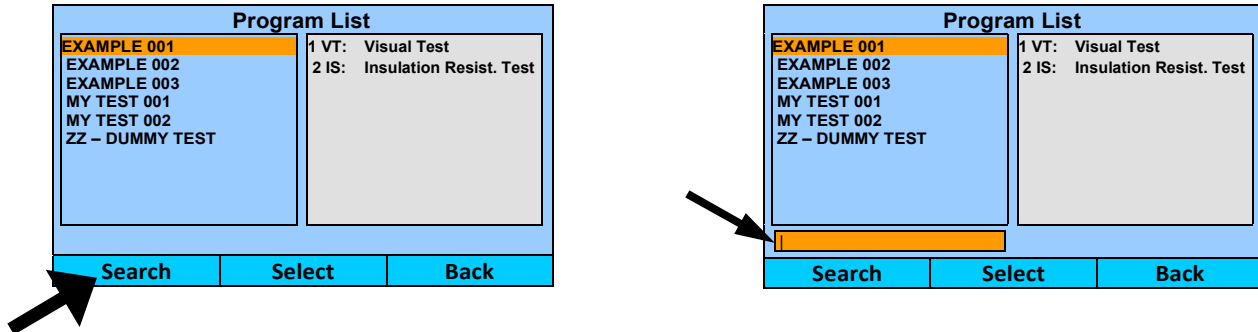 Program List
EXAMPLE 001
EXAMPLE 002
EXAMPLE 003
MY TEST 001
MY TEST 002
ZZ – DUMMY TEST
1 VT: Visual Test
2 IS: Insulation Resist. Test
Search Select Back
Program List
EXAMPLE 001
EXAMPLE 002
EXAMPLE 003
MY TEST 001
MY TEST 002
ZZ – DUMMY TEST
1 VT: Visual Test
2 IS: Insulation Resist. Test
Search Select Back